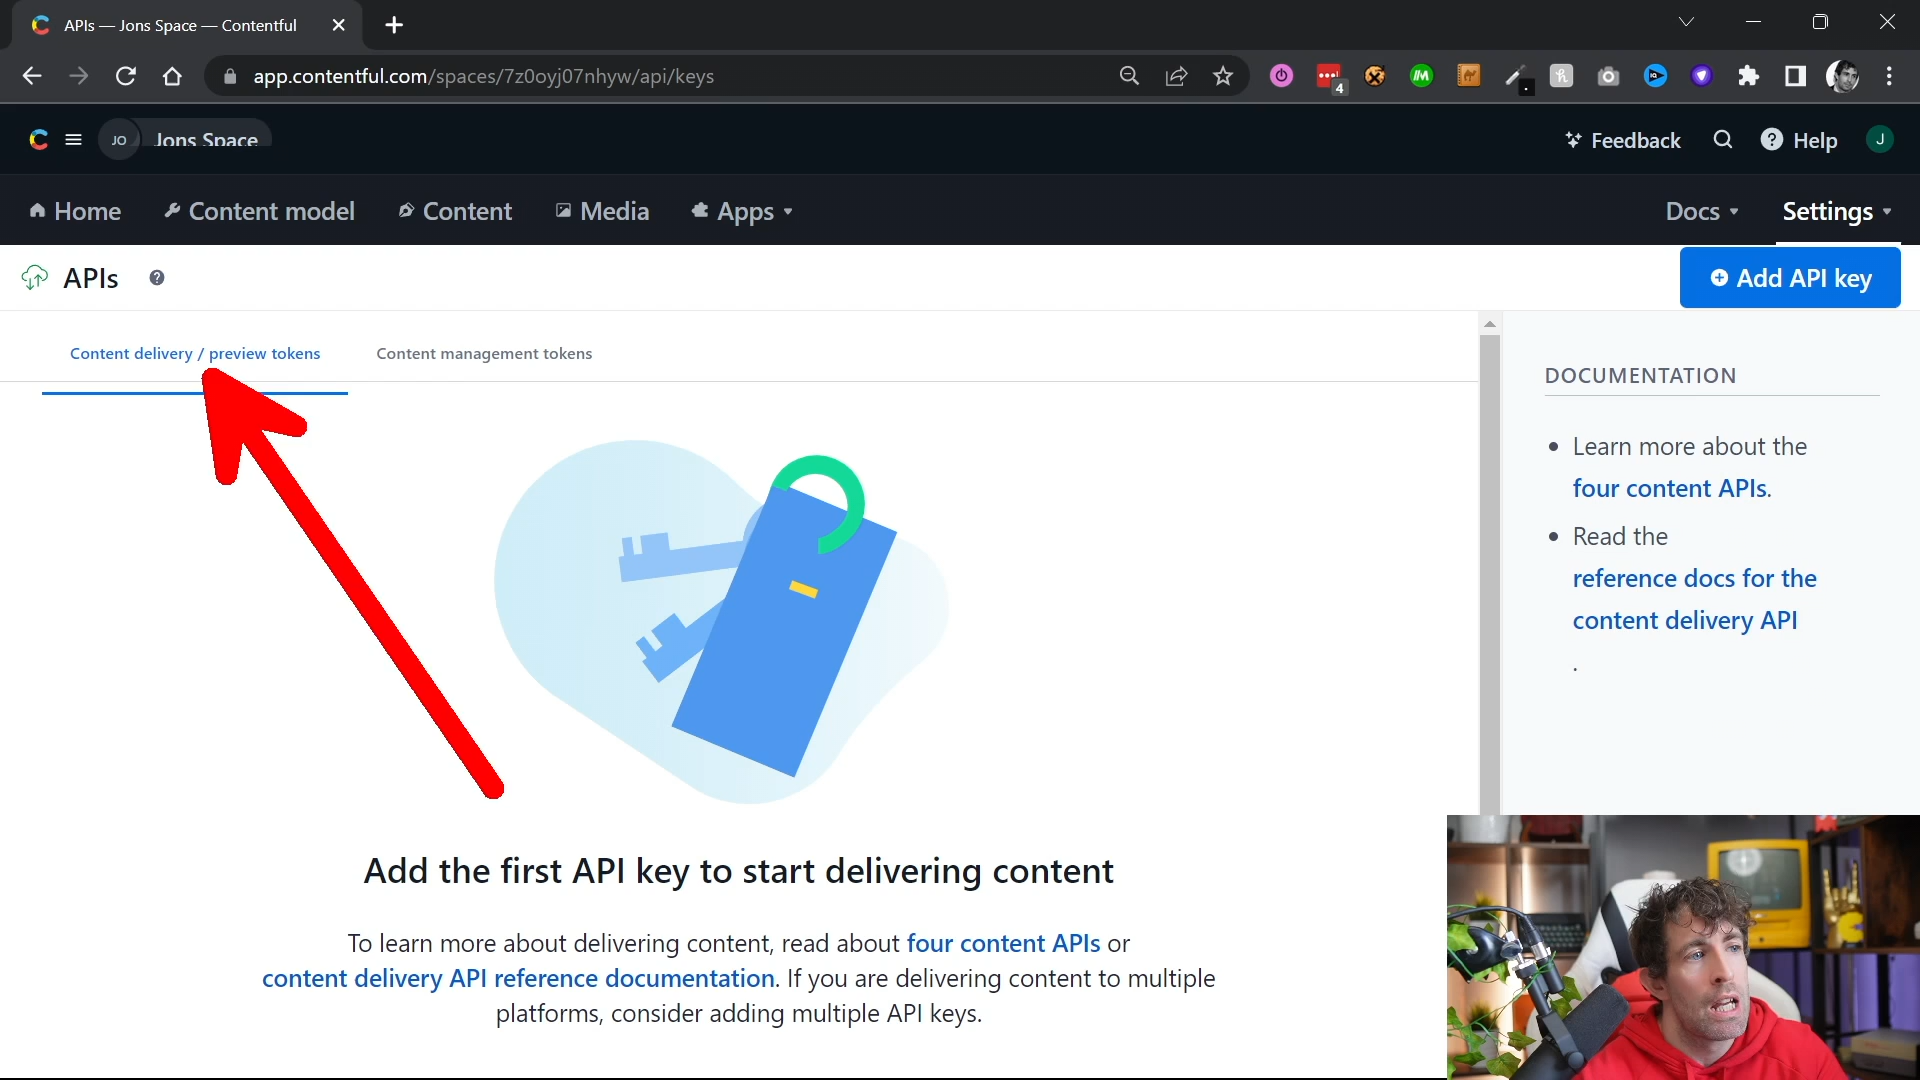 APIs — Jons Space — Contentful
app.contentful.com/spaces/7z0oyj07nhyw/api/keys
4
JO
Jons Space
Feedback
Help
J
Home
Content model
Content
Media
Apps
Docs
Settings
APIs
Add API key
Content delivery / preview tokens
Content management tokens
DOCUMENTATION
Learn more about the
four content APIs.
Read the
reference docs for the
content delivery API
.
Add the first API key to start delivering content
To learn more about delivering content, read about four content APIs or
content delivery API reference documentation. If you are delivering content to multiple
platforms, consider adding multiple API keys.